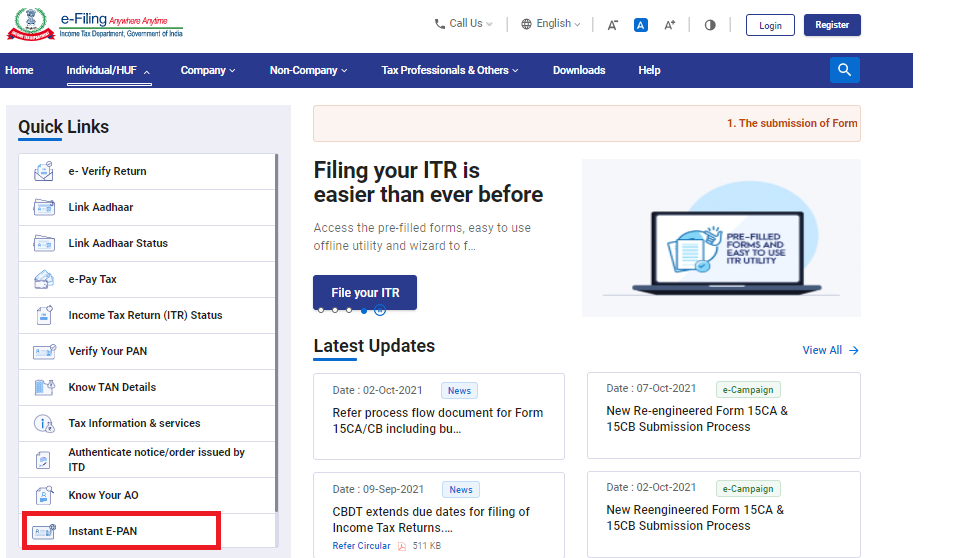 e-Filing Anywhere Anytime
Income Tax Department, Government of India
Call Us
English
A-
A
A+
Login
Register
Home
Individual/HUF
Company
Non-Company
Tax Professionals & Others
Downloads
Help
Quick Links
e- Verify Return
Link Aadhaar
Link Aadhaar Status
e-Pay Tax
Income Tax Return (ITR) Status
Verify Your PAN
Know TAN Details
Tax Information & services
Authenticate notice/order issued by
ITD
Know Your AO
Instant E-PAN
1. The submission of Form
Filing your ITR is
easier than ever before
Access the pre-filled forms, easy to use
offline utility and wizard to f...
File your ITR
PRE-FILLED
FORMS AND
EASY TO USE
ITR UTILITY
Latest Updates
View All
Date : 02-Oct-2021 News
Refer process flow document for Form
15CA/CB including bu...
Date : 07-Oct-2021 e-Campaign
New Re-engineered Form 15CA &
15CB Submission Process
Date : 09-Sep-2021 News
CBDT extends due dates for filing of
Income Tax Returns....
Refer Circular 511 KB
Date : 02-Oct-2021 e-Campaign
New Reengineered Form 15CA &
15CB Submission Process